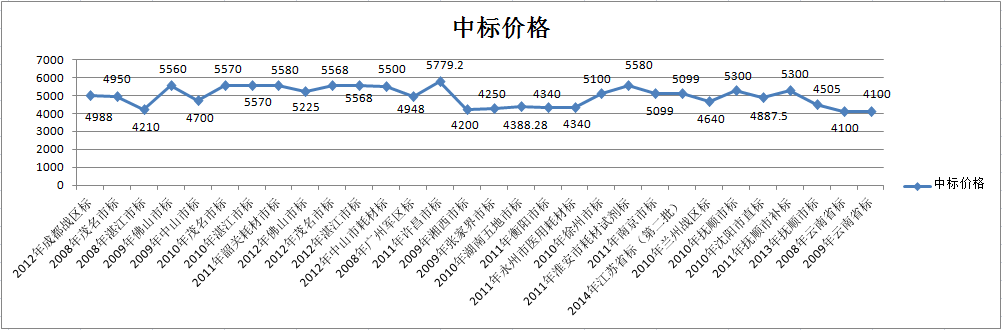 中标价格
7000
6000
5000
4000
3000
2000
1000
0
4988
4950
4210
5560
4700
5570
5570
5580
5225
5568
5568
5500
4948
5779.2
4200
4250
4388.28
4340
4340
5100
5580
5099
5099
4640
5300
4887.5
5300
4505
4100
4100
中标价格
2012年成都战区标
2008年茂名市标
2008年湛江市标
2009年佛山市标
2009年中山市标
2010年茂名市标
2010年湛江市标
2011年韶关耗材市标
2012年佛山市标
2012年茂名市标
2012年湛江市标
2012年中山市耗材标
2008年广州军区标
2011年许昌市标
2009年湘西市标
2009年张家界市标
2010年湖南五地市标
2011年衡阳市标
2011年永州市医用耗材标
2010年徐州市标
2011年淮安市耗材试剂标
2011年南京市标
2014年江苏省标（第二批）
2010年兰州战区标
2010年抚顺市标
2010年沈阳市直标
2011年抚顺市补标
2013年抚顺市标
2008年云南省标
2009年云南省标